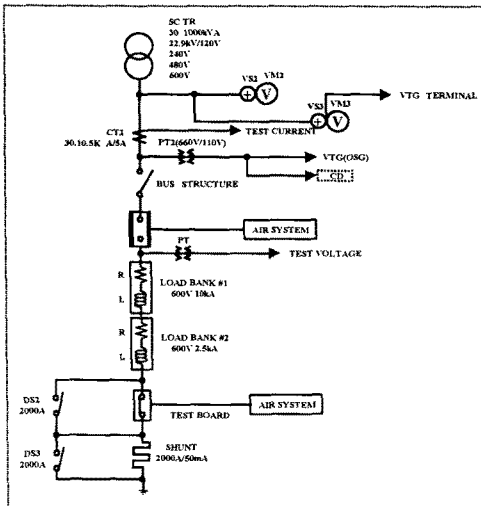 SC TR
30 1000kVA
22.9kV/120V
240V
480V
600V
VS2 VM2
+ V
VS3 VM3
+ V
VTG TERMINAL
CT1
30.10.5K A/5A
TEST CURRENT
PT2(660V/110V)
VTG(OSG)
CD
BUS STRUCTURE
AIR SYSTEM
PT
TEST VOLTAGE
R
L
LOAD BANK #1
600V 10kA
R
L
LOAD BANK #2
600V 2.5kA
DS2
2000A
TEST BOARD
AIR SYSTEM
DS3
2000A
SHUNT
2000A/50mA